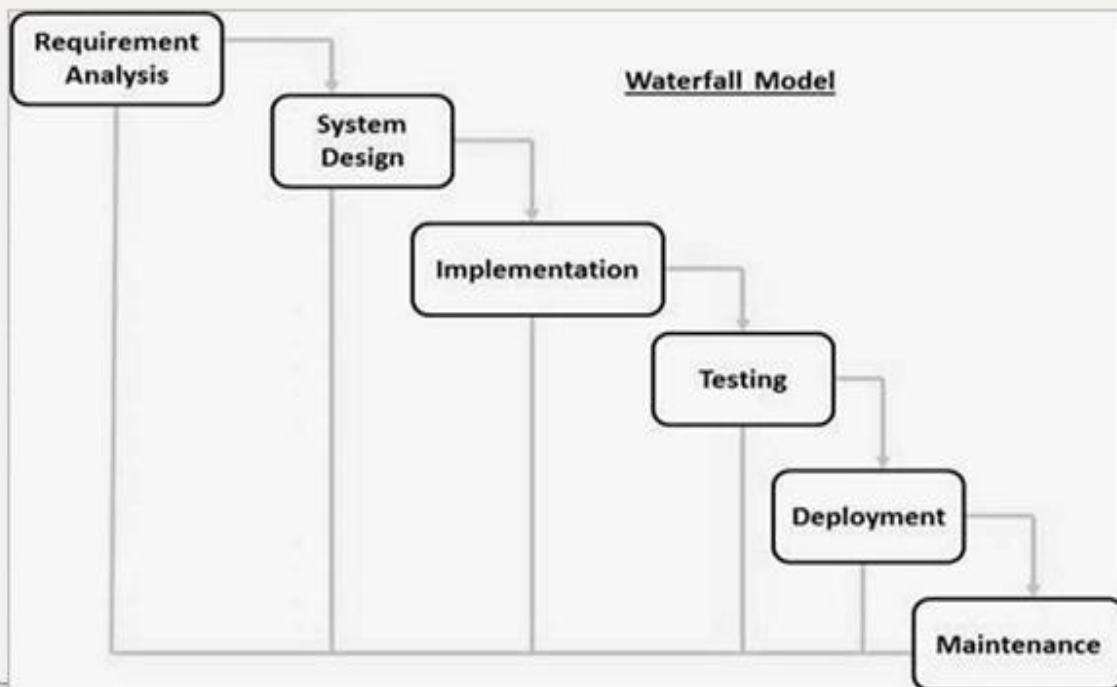 Requirement
Analysis
Waterfall Model
System
Design
Implementation
Testing
Deployment
Maintenance